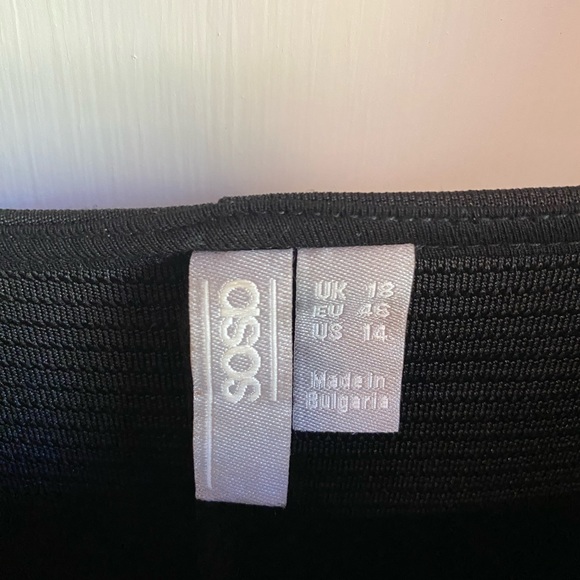 asos
UK 18
EU 46
US 14
Made in
Bulgaria